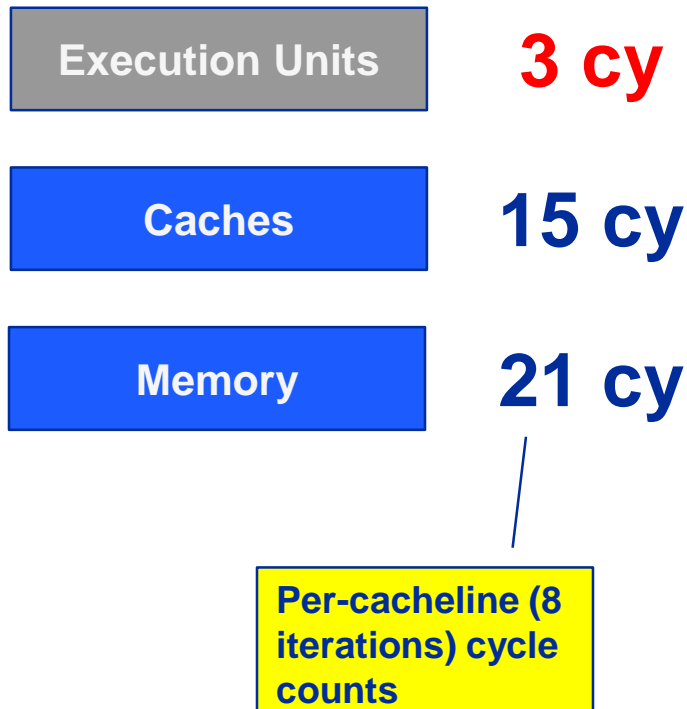 Execution Units 3 cy
Caches 15 cy
Memory 21 cy
Per-cacheline (8
iterations) cycle
counts